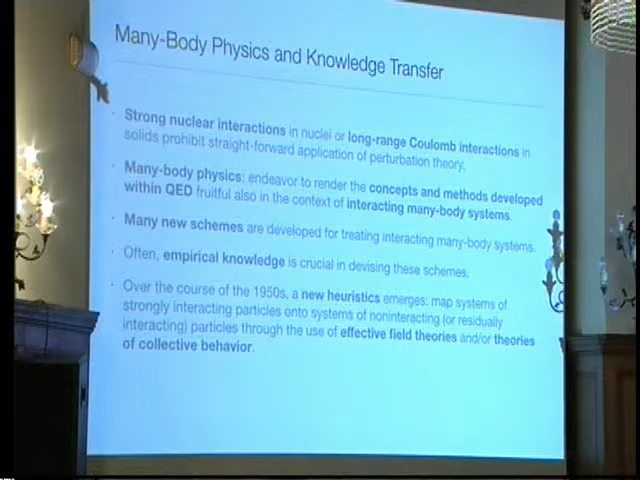 Many-Body Physics and Knowledge Transfer
· Strong nuclear interactions in nuclei or long-range Coulomb interactions in
solids prohibit straight-forward application of perturbation theory.
· Many-body physics: endeavor to render the concepts and methods developed
within QED fruitful also in the context of interacting many-body systems.
· Many new schemes are developed for treating interacting many-body systems.
· Often, empirical knowledge is crucial in devising these schemes.
· Over the course of the 1950s, a new heuristics emerges: map systems of
strongly interacting particles onto systems of noninteracting (or residually
interacting) particles through the use of effective field theories and/or theories
of collective behavior.